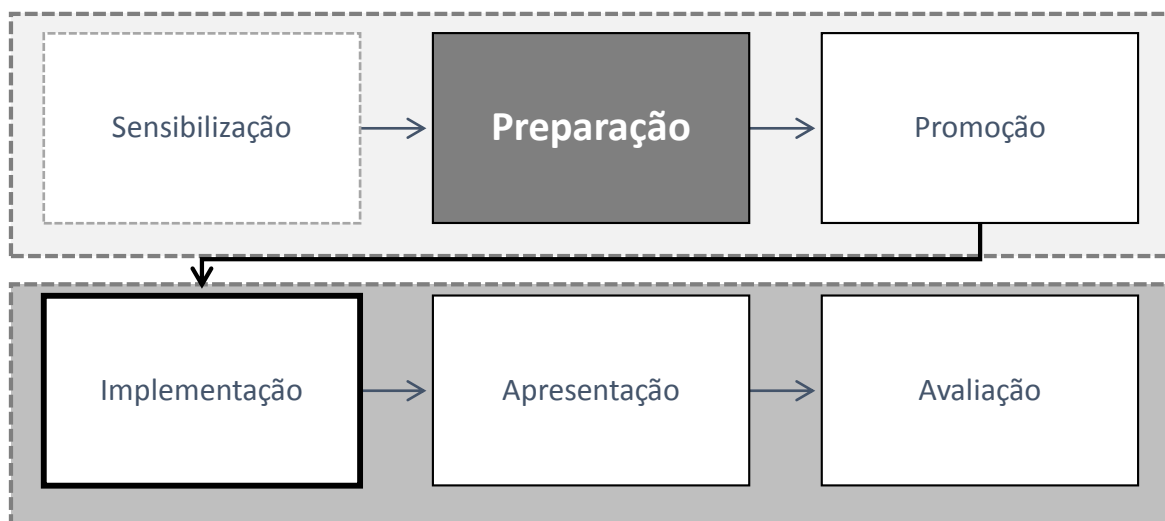 Sensibilização
Preparação
Promoção
Implementação
Apresentação
Avaliação